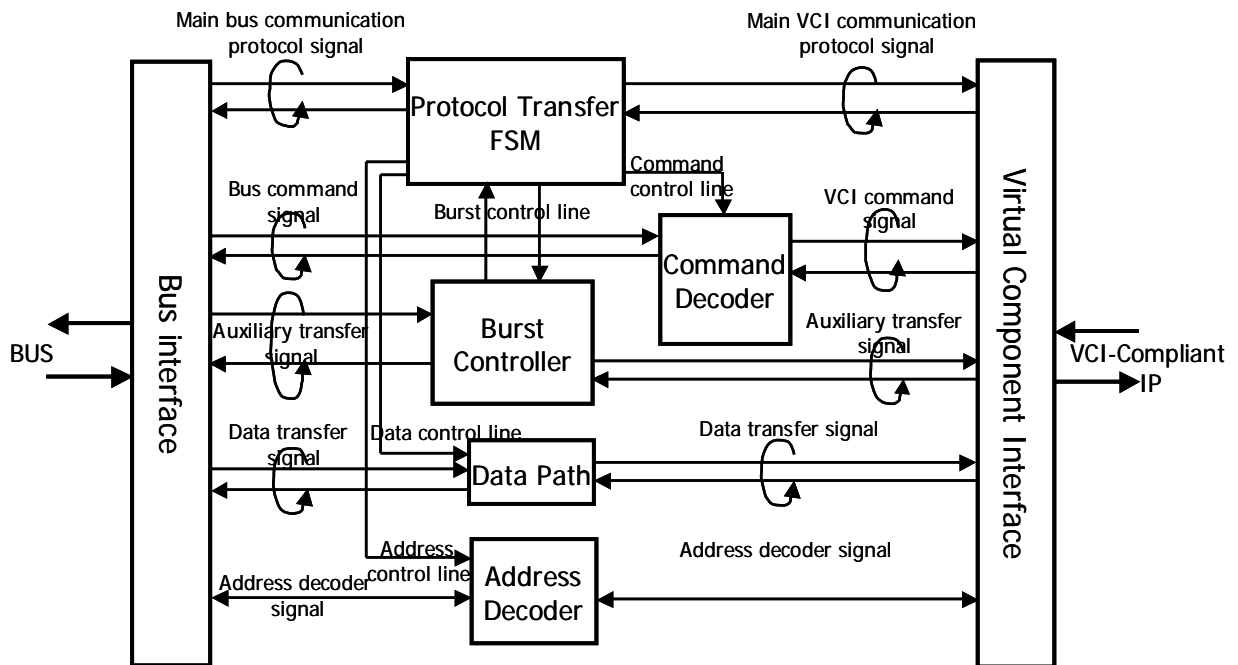 Main bus communication
protocol signal
Main VCI communication
protocol signal
Protocol Transfer
FSM
Command
control line
Bus command
signal
Burst control line
VCI command
signal
Command
Decoder
Bus interface
Virtual Component Interface
Auxiliary transfer
signal
Burst
Controller
Auxiliary transfer
signal
BUS
VCI-Compliant
IP
Data transfer
signal
Data control line
Data transfer signal
Data Path
Address
control line
Address decoder signal
Address decoder
signal
Address
Decoder